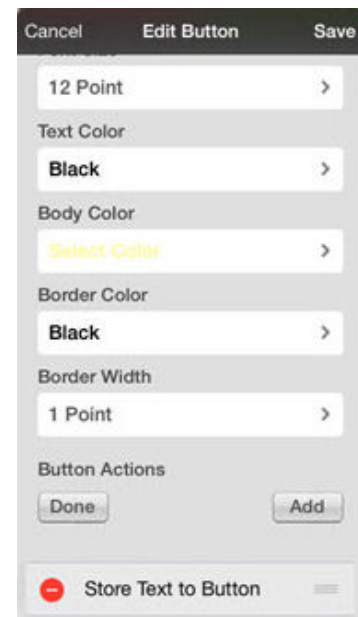 Cancel Edit Button Save
12 Point
Text Color
Black
Body Color
Select Color
Border Color
Black
Border Width
1 Point
Button Actions
Done Add
Store Text to Button